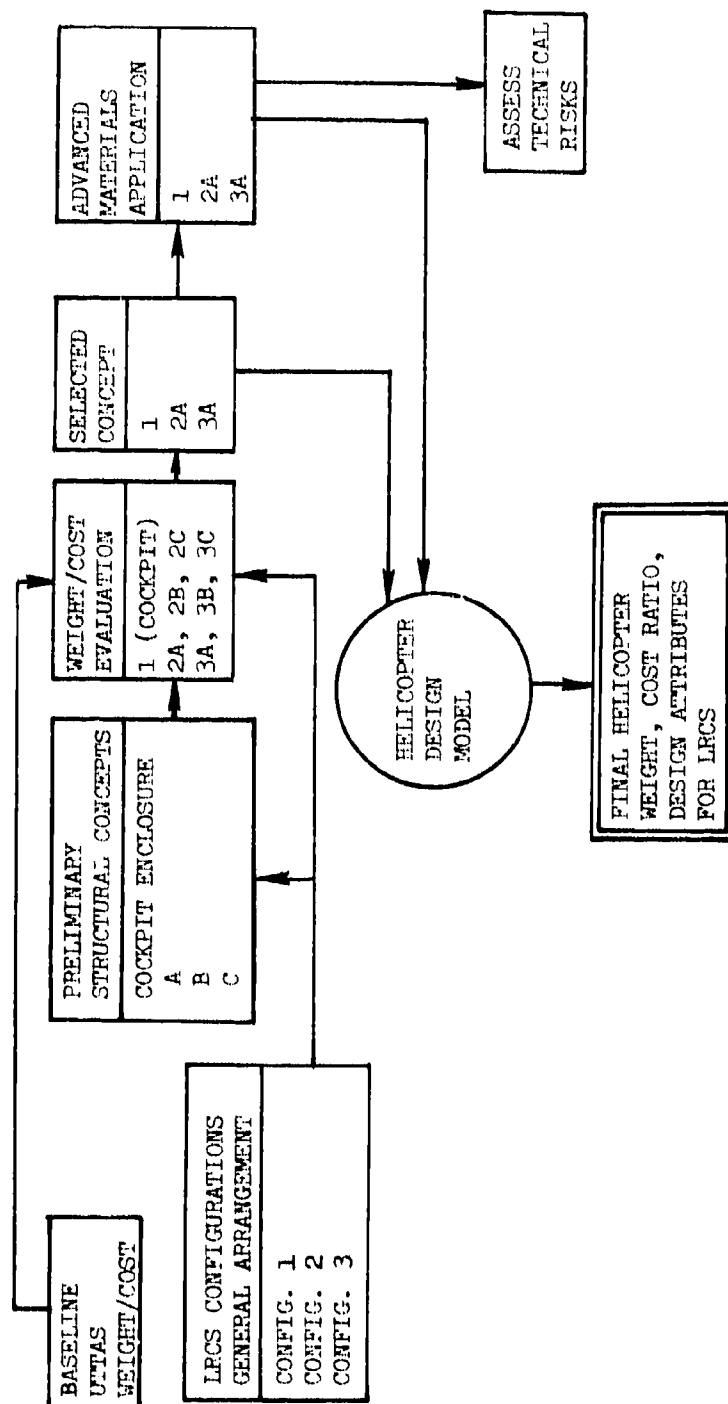 BASELINE
UTTAS
WEIGHT/COST
LRCS CONFIGURATIONS
GENERAL ARRANGEMENT
CONFIG. 1
CONFIG. 2
CONFIG. 3
PRELIMINARY
STRUCTURAL CONCEPTS
COCKPIT ENCLOSURE
A
B
C
WEIGHT/COST
EVALUATION
1 (COCKPIT)
2A, 2B, 2C
3A, 3B, 3C
SELECTED
CONCEPT
1
2A
3A
ADVANCED
MATERIALS
APPLICATION
1
2A
3A
HELICOPTER
DESIGN
MODEL
ASSESS
TECHNICAL
RISKS
FINAL HELICOPTER
WEIGHT, COST RATIO,
DESIGN ATTRIBUTES
FOR LRCS